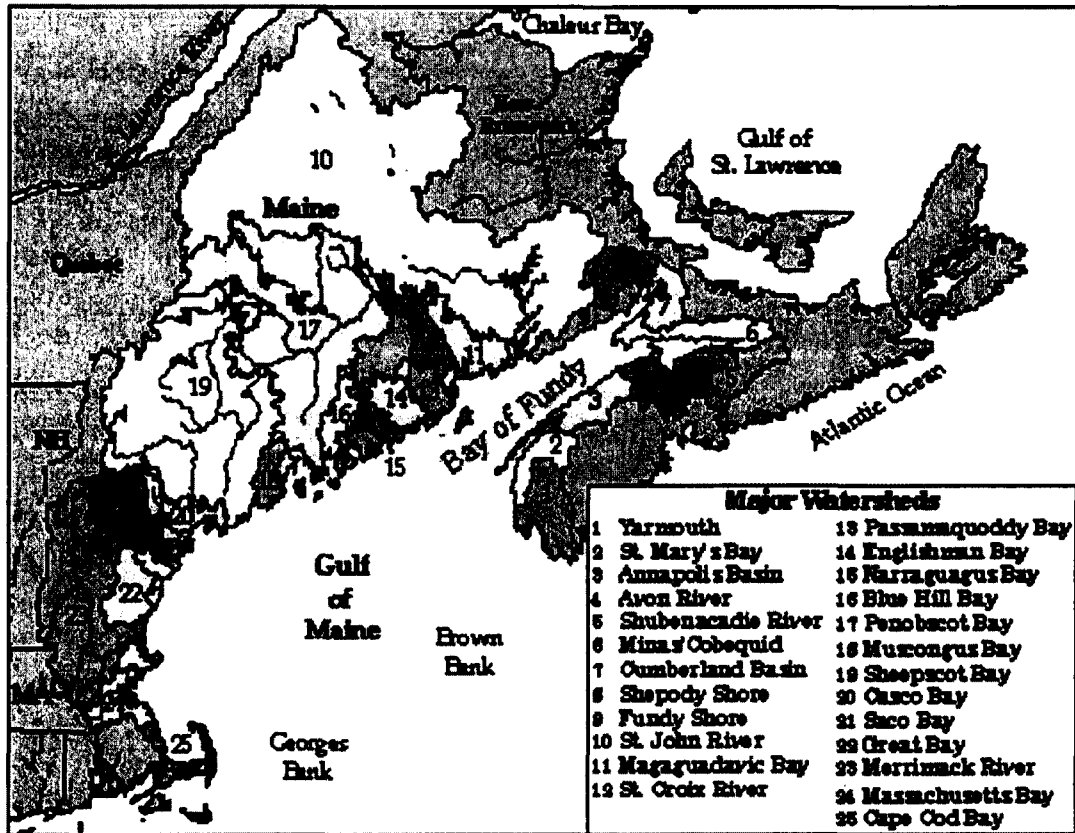 Chaleur Bay
Gulf of
St. Lawrence
10
Maine
17
11
6
19
14
3
Bay of Fundy
Atlantic Ocean
16
NH
2
15
22
Gulf
of
Maine
Brown
Bank
25
Georges
Bank
Major Watersheds
1 Yarmouth
2 St. Mary's Bay
3 Annapolis Basin
4 Avon River
5 Shubenacadie River
6 Minas Cobequid
7 Cumberland Basin
8 Shepody Shore
9 Fundy Shore
10 St. John River
11 Magaguadavic Bay
12 St. Croix River
13 Passamaquoddy Bay
14 Englishman Bay
15 Narraguagus Bay
16 Blue Hill Bay
17 Penobscot Bay
18 Muscongus Bay
19 Sheepscot Bay
20 Casco Bay
21 Saco Bay
22 Great Bay
23 Merrimack River
24 Massachusetts Bay
25 Cape Cod Bay